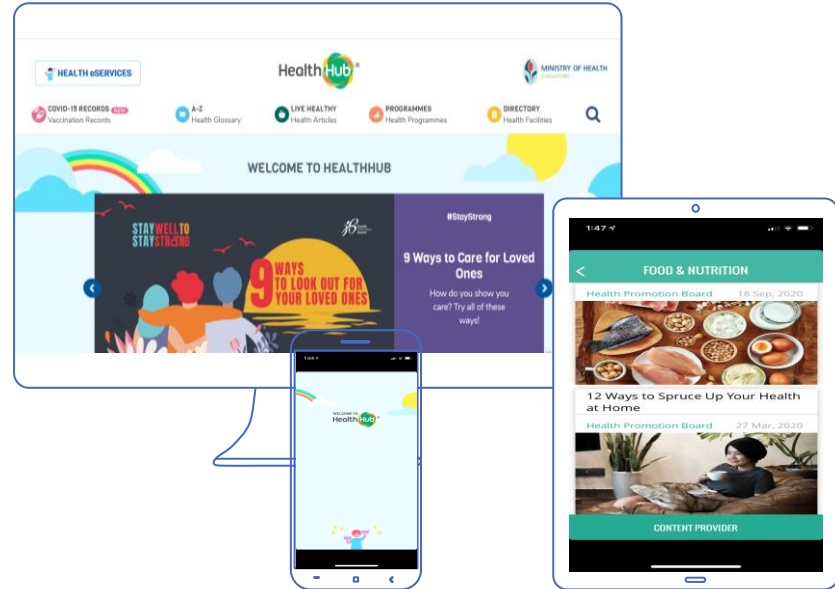 HEALTH eSERVICES
HealthHub
MINISTRY OF HEALTH
SINGAPORE
COVID-19 RECORDS NEW
Vaccination Records
A-Z
Health Glossary
LIVE HEALTHY
Health Articles
PROGRAMMES
Health Programmes
DIRECTORY
Health Facilities
WELCOME TO HEALTHHUB
STAY WELL TO
STAY STRONG
9 WAYS
TO LOOK OUT FOR
YOUR LOVED ONES
#StayStrong
9 Ways to Care for Loved
Ones
How do you show you
care? Try all of these
ways!
WELCOME TO
HealthHub
1:47
FOOD & NUTRITION
Health Promotion Board 18 Sep, 2020
12 Ways to Spruce Up Your Health
at Home
Health Promotion Board 27 Mar, 2020
CONTENT PROVIDER